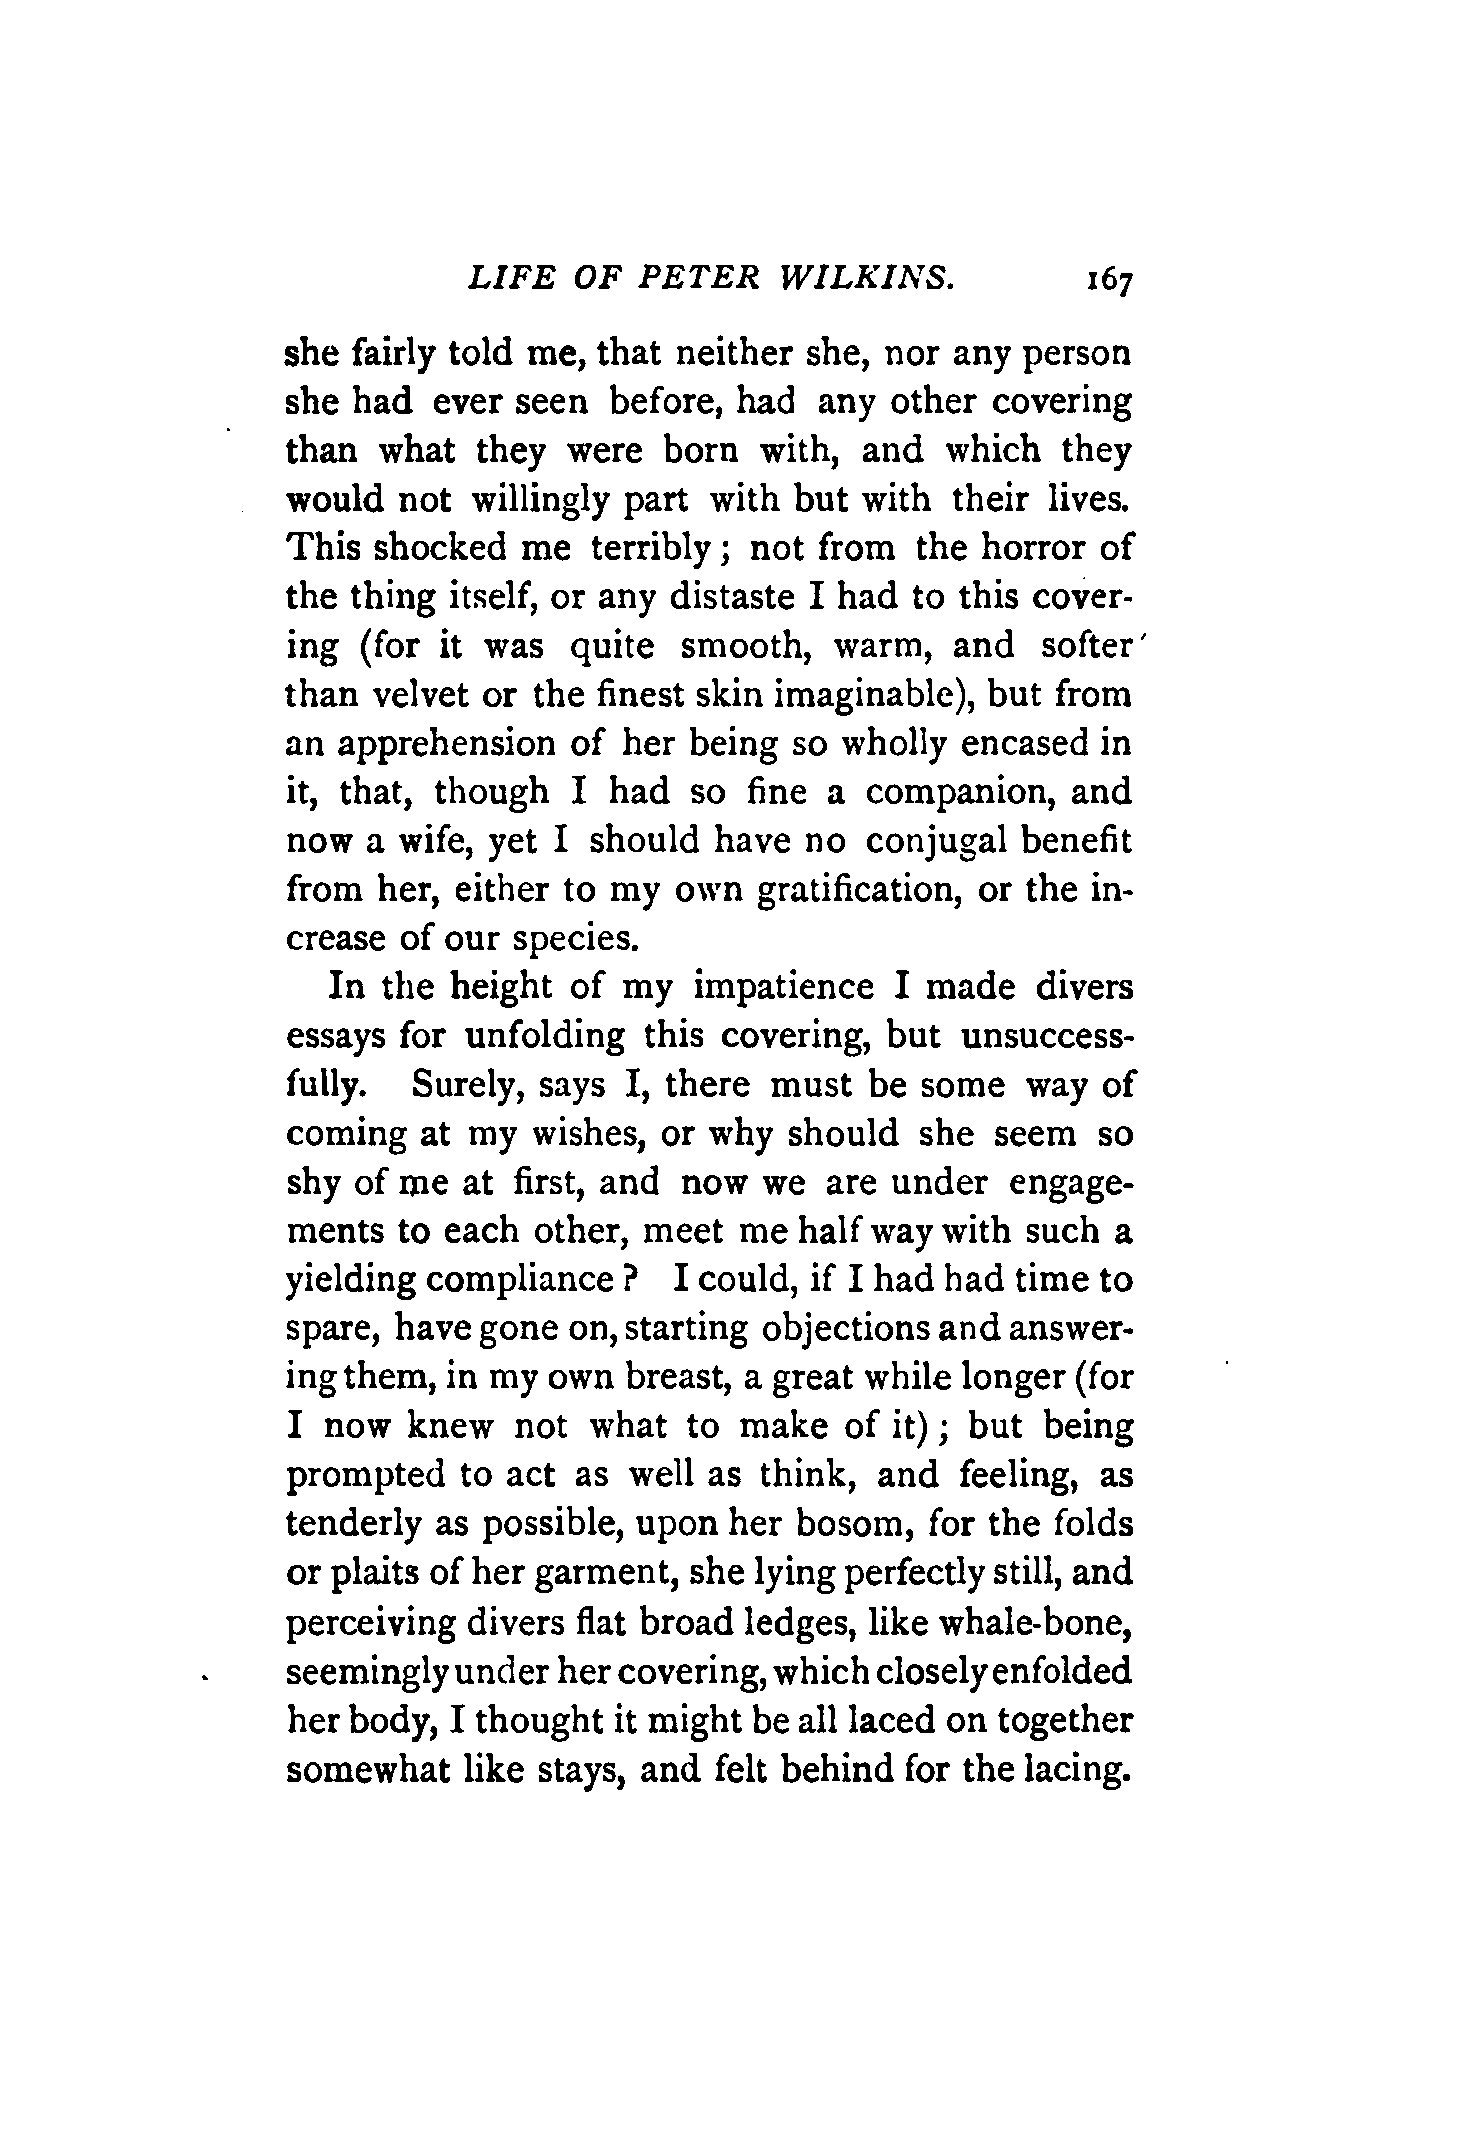 LIFE OF PETER WILKINS. 167
she fairly told me, that neither she, nor any person
she had ever seen before, had any other covering
than what they were born with, and which they
would not willingly part with but with their lives.
This shocked me terribly; not from the horror of
the thing itself, or any distaste I had to this cover-
ing (for it was quite smooth, warm, and softer
than velvet or the finest skin imaginable), but from
an apprehension of her being so wholly encased in
it, that, though I had so fine a companion, and
now a wife, yet I should have no conjugal benefit
from her, either to my own gratification, or the in-
crease of our species.
In the height of my impatience I made divers
essays for unfolding this covering, but unsuccess-
fully. Surely, says I, there must be some way of
coming at my wishes, or why should she seem so
shy of me at first, and now we are under engage-
ments to each other, meet me half way with such a
yielding compliance? I could, if I had had time to
spare, have gone on, starting objections and answer-
ing them, in my own breast, a great while longer (for
I now knew not what to make of it); but being
prompted to act as well as think, and feeling, as
tenderly as possible, upon her bosom, for the folds
or plaits of her garment, she lying perfectly still, and
perceiving divers flat broad ledges, like whale-bone,
seemingly under her covering, which closely enfolded
her body, I thought it might be all laced on together
somewhat like stays, and felt behind for the lacing.